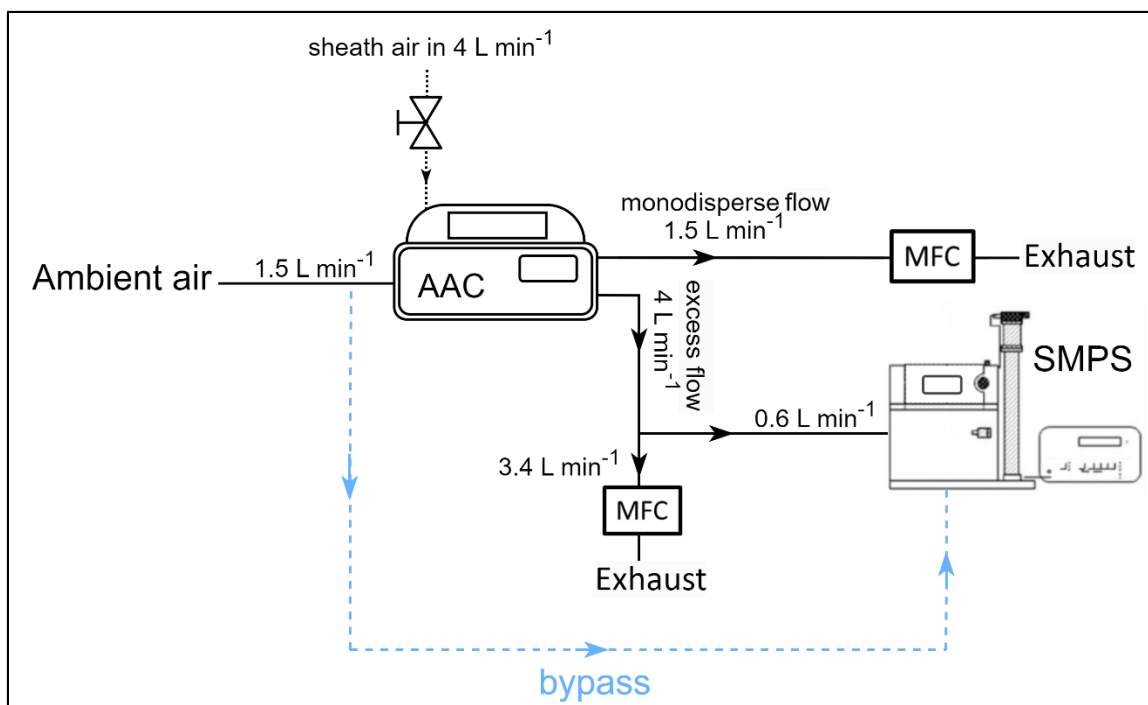 sheath air in 4 L min⁻¹
monodisperse flow
1.5 L min⁻¹
Ambient air
1.5 L min⁻¹
AAC
MFC
Exhaust
excess flow
4 L min⁻¹
SMPS
0.6 L min⁻¹
3.4 L min⁻¹
MFC
Exhaust
bypass